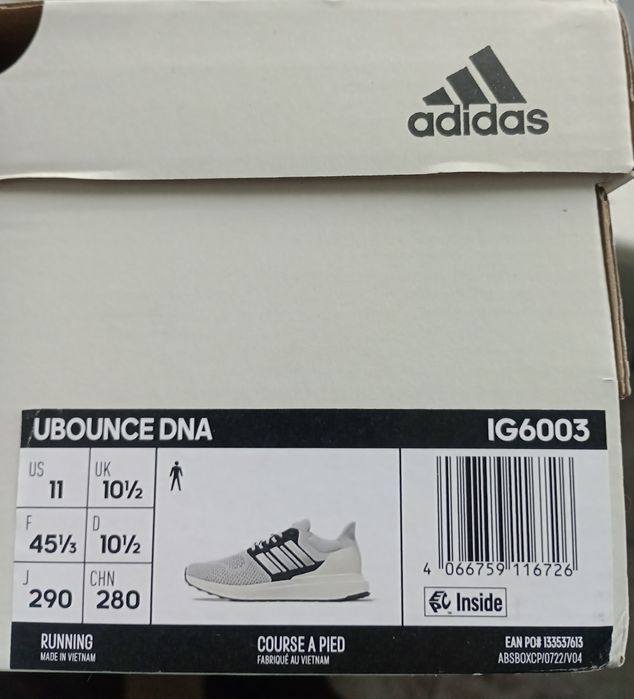 adidas
UBOUNCE DNA IG6003
US 11 UK 10½
F 45⅓ D 10½
J 290 CHN 280
4 066759 116726
EPC Inside
RUNNING COURSE A PIED EAN PO# 133537613
MADE IN VIETNAM FABRIQUÉ AU VIETNAM ABSBOXCP/0722/V04